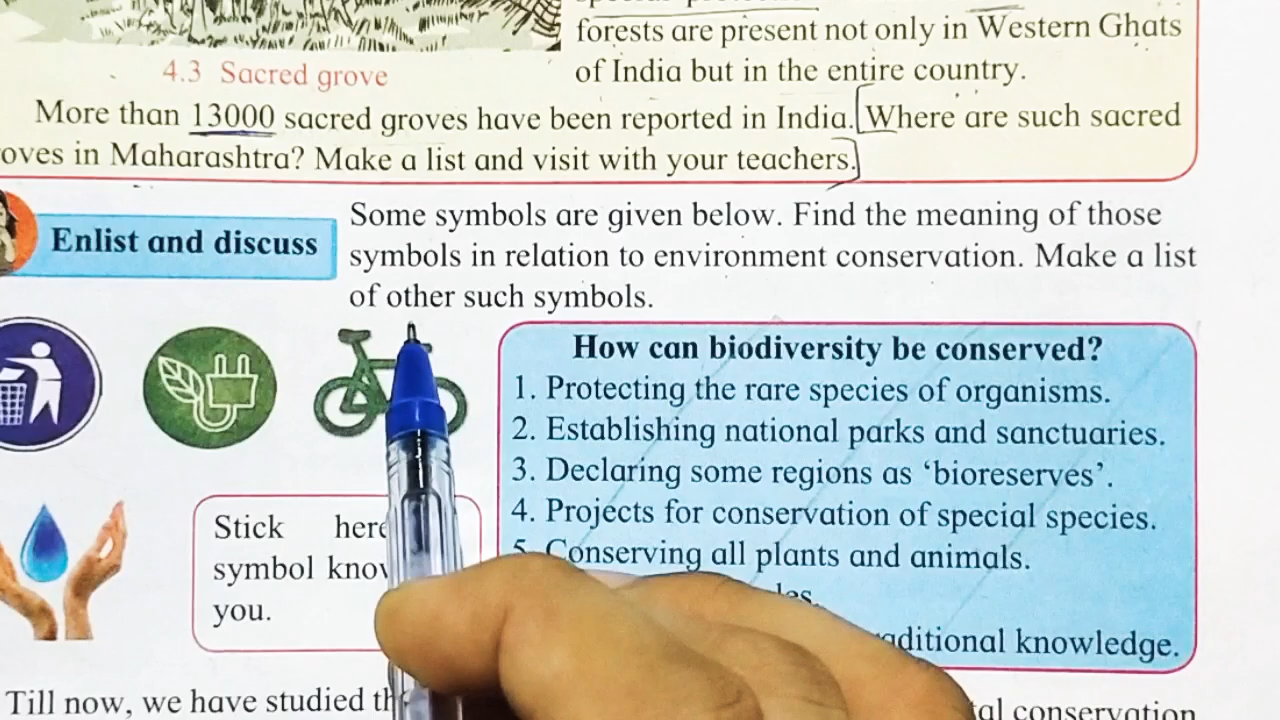 forests are present not only in Western Ghats
of India but in the entire country.
4.3 Sacred grove
More than 13000 sacred groves have been reported in India. Where are such sacred
oves in Maharashtra? Make a list and visit with your teachers.
Enlist and discuss
Some symbols are given below. Find the meaning of those
symbols in relation to environment conservation. Make a list
of other such symbols.
How can biodiversity be conserved?
1. Protecting the rare species of organisms.
2. Establishing national parks and sanctuaries.
3. Declaring some regions as ‘bioreserves’.
4. Projects for conservation of special species.
5. Conserving all plants and animals.
aditional knowledge.
Stick here
symbol know
you.
Till now, we have studied th
al conservation